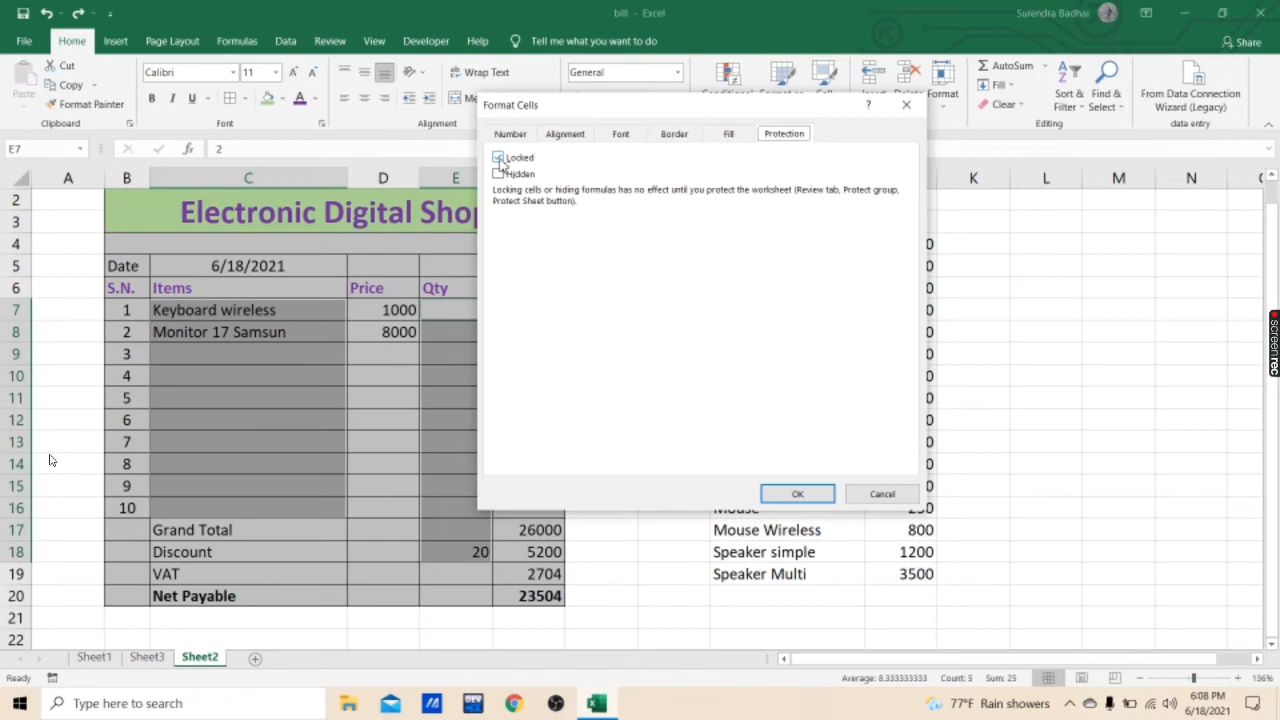 bill - Excel
Surendra Badhai
File Home Insert Page Layout Formulas Data Review View Developer Help Tell me what you want to do Share
Cut
Copy
Format Painter
Paste
Clipboard
Calibri 11
B I U
Font
Wrap Text
Alignment
General
AutoSum
Fill
Clear
Sort & Filter
Find & Select
Editing
Format
From Data Connection Wizard (Legacy)
data entry
E7 fx 2
Format Cells ?
Number Alignment Font Border Fill Protection
Locked
Hidden
Locking cells or hiding formulas has no effect until you protect the worksheet (Review tab, Protect group,
Protect Sheet button).
OK Cancel
A B C D E K L M N
2
3 Electronic Digital Shop
4
5 Date 6/18/2021
6 S.N. Items Price Qty
7 1 Keyboard wireless 1000
8 2 Monitor 17 Samsun 8000
9 3
10 4
11 5
12 6
13 7
14 8
15 9
16 10
17 Grand Total 26000 Mouse Wireless 800
18 Discount 20 5200 Speaker simple 1200
19 VAT 2704 Speaker Multi 3500
20 Net Payable 23504
21
22
Sheet1 Sheet3 Sheet2
Ready Average: 8.333333333 Count: 5 Sum: 25 136%
Type here to search
77°F Rain showers
6:08 PM
6/18/2021
screenrec